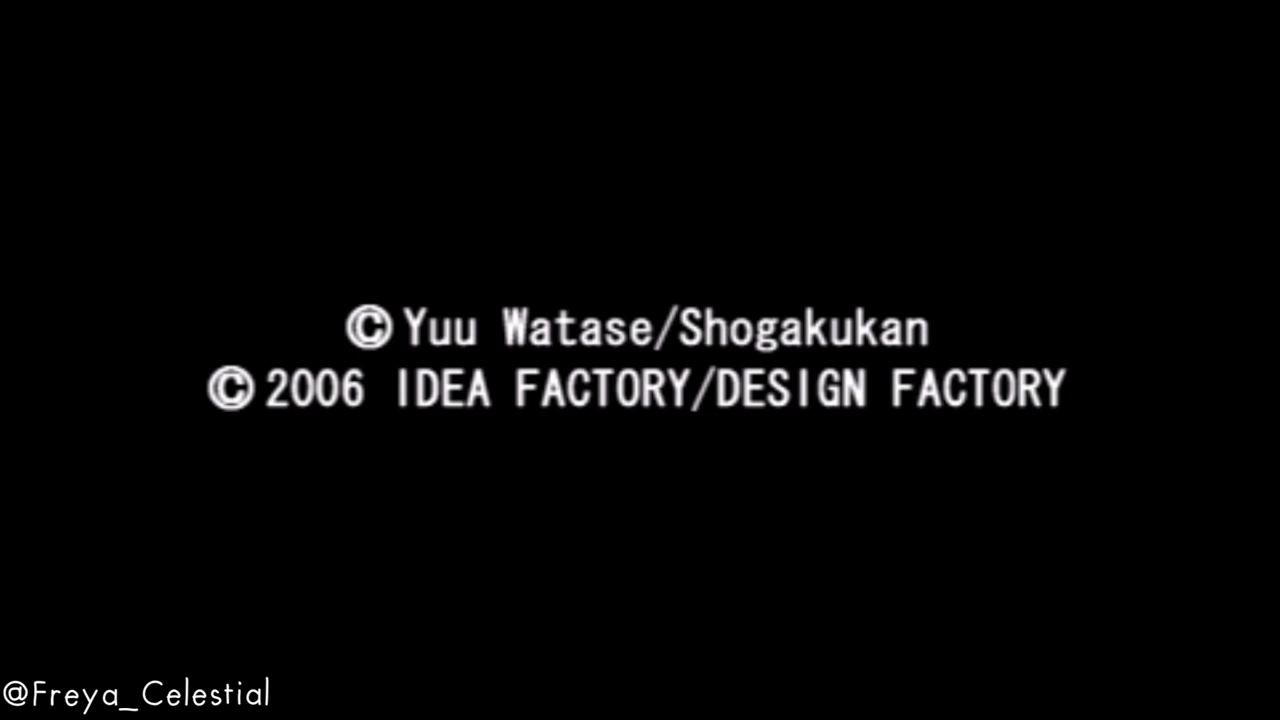 ©Yuu Watase/Shogakukan
©2006 IDEA FACTORY/DESIGN FACTORY
@Freya_Celestial